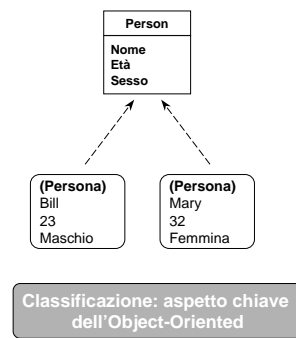 Person
Nome
Età
Sesso
(Persona)
Bill
23
Maschio
(Persona)
Mary
32
Femmina
Classificazione: aspetto chiave
dell'Object-Oriented